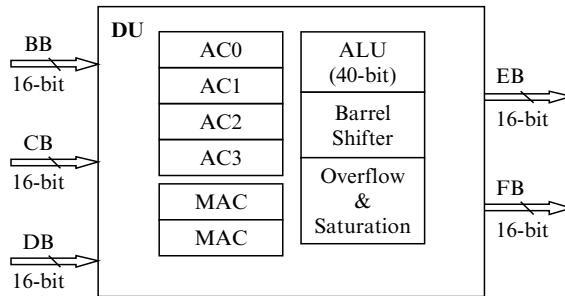 DU
BB
16-bit
CB
16-bit
DB
16-bit
AC0
AC1
AC2
AC3
MAC
MAC
ALU
(40-bit)
Barrel
Shifter
Overflow
&
Saturation
EB
16-bit
FB
16-bit